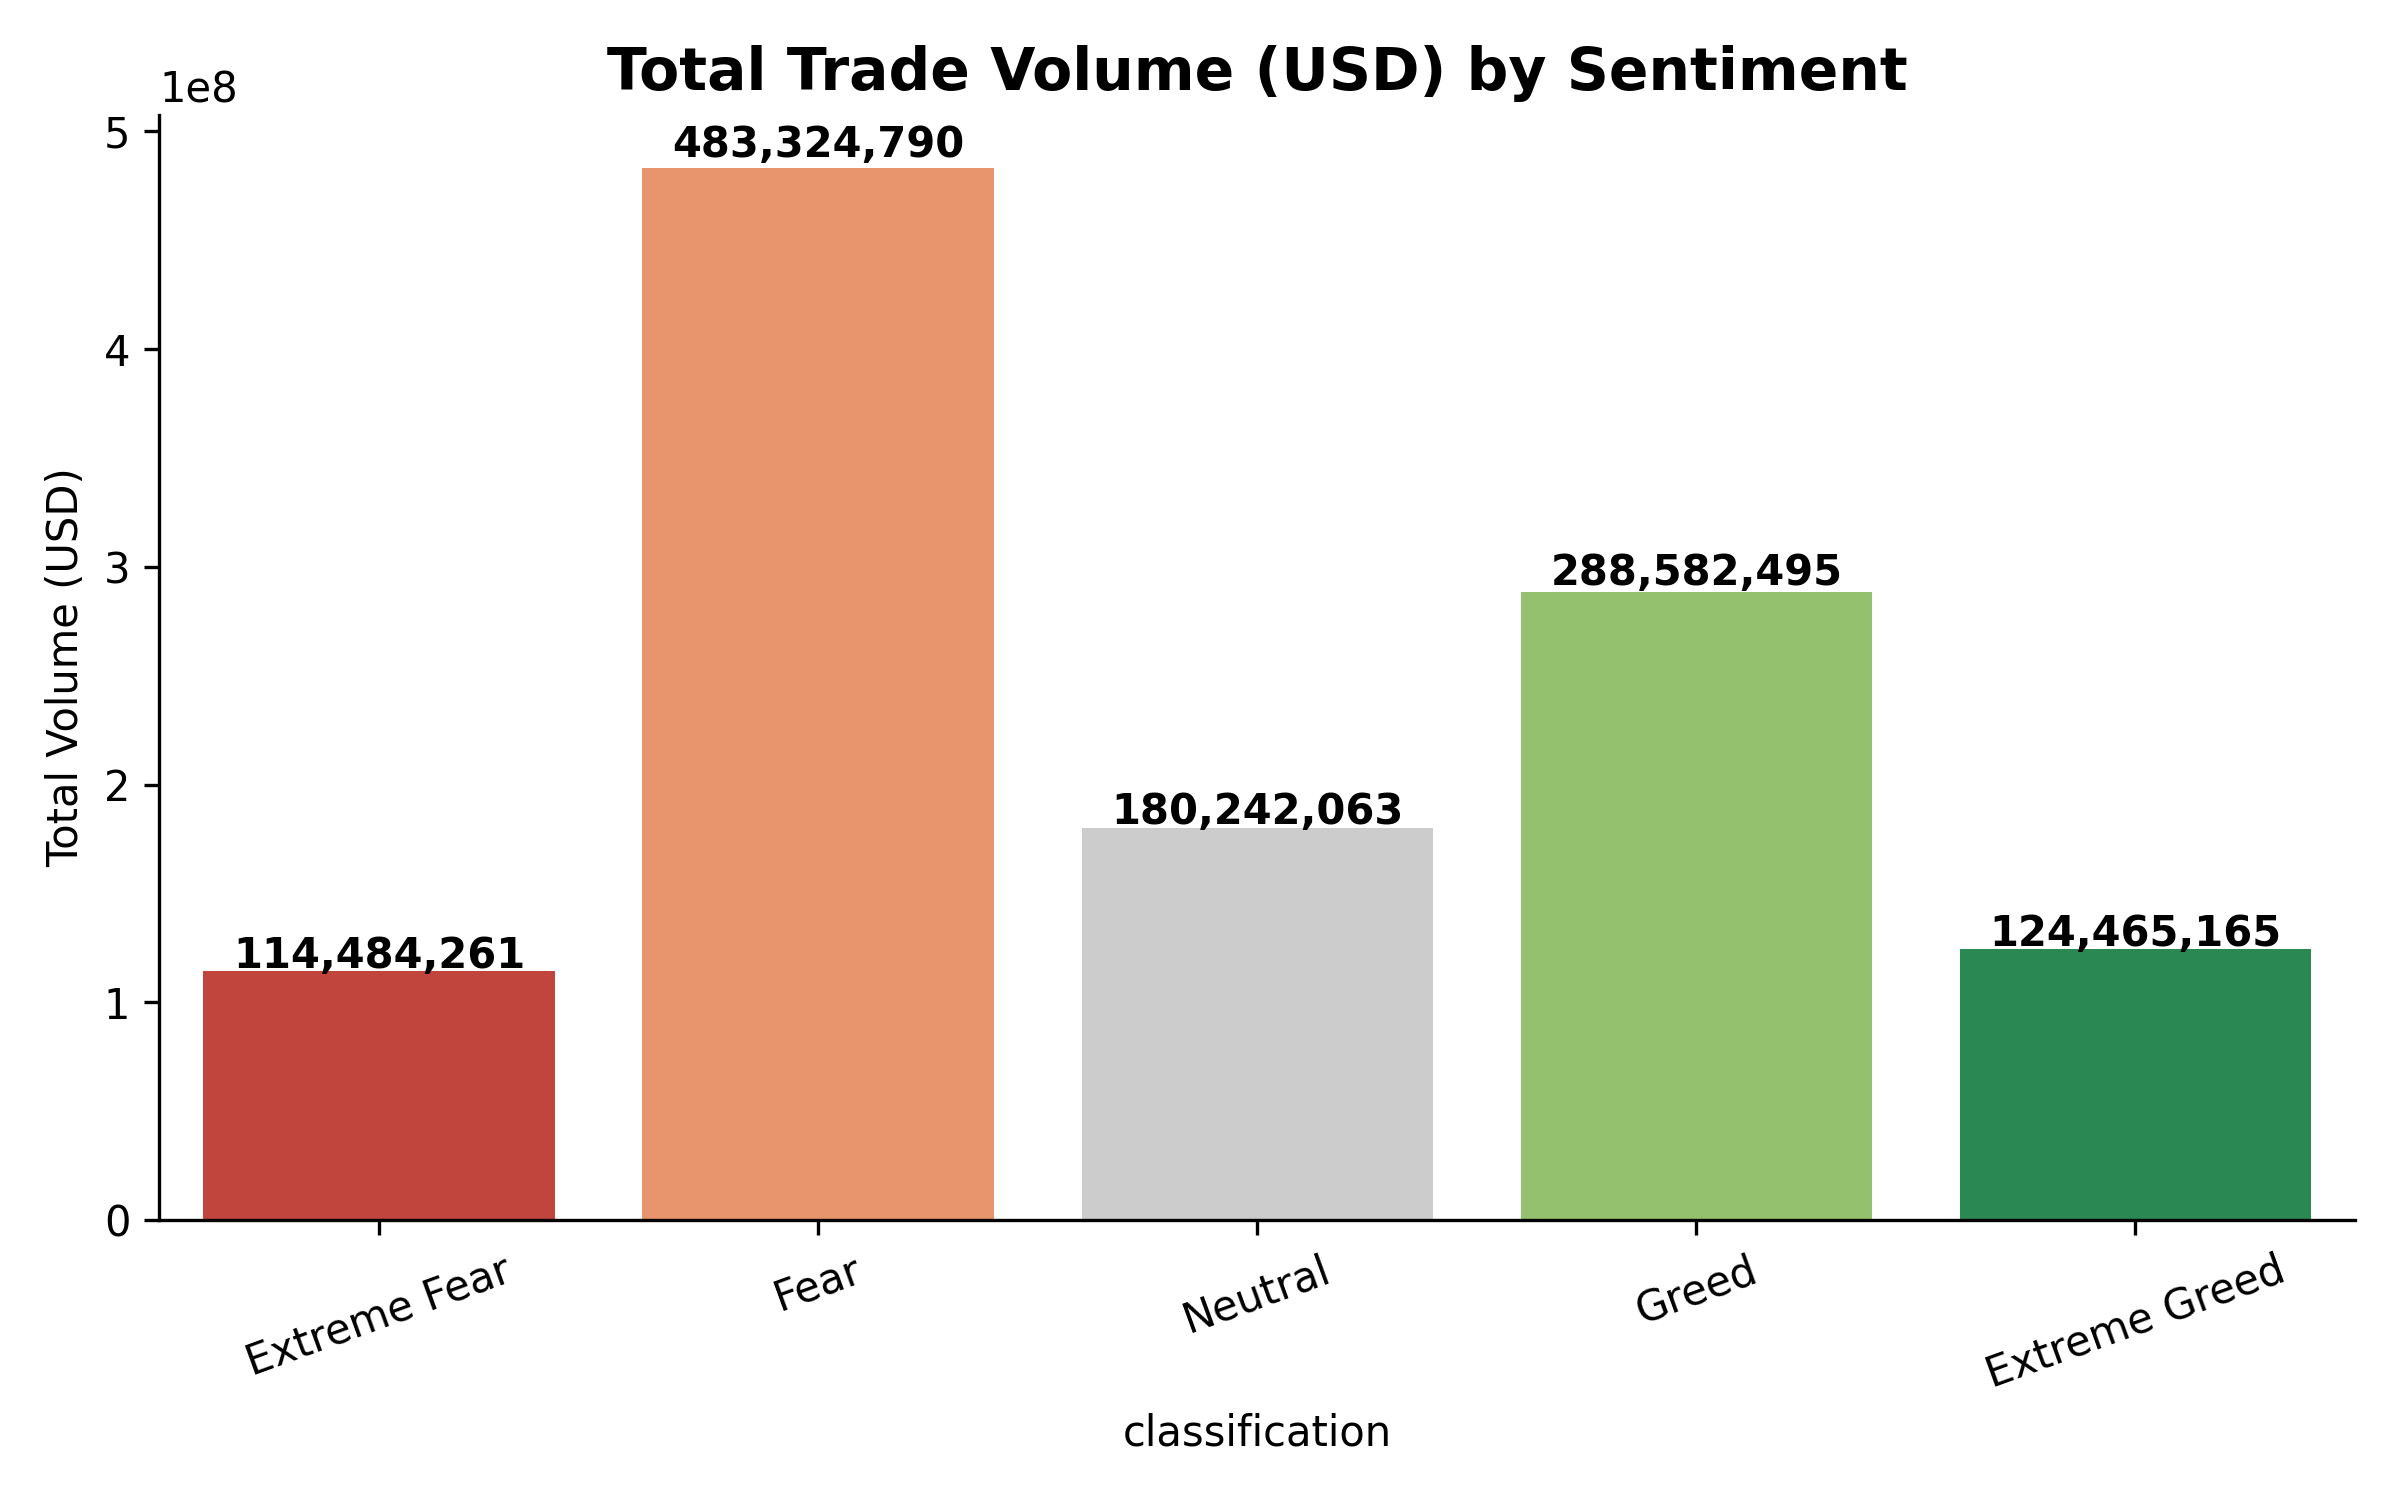 Total Trade Volume (USD) by Sentiment
1e8
5
4
3
2
1
0
Total Volume (USD)
483,324,790
288,582,495
180,242,063
124,465,165
114,484,261
Extreme Fear
Fear
Neutral
Greed
Extreme Greed
classification